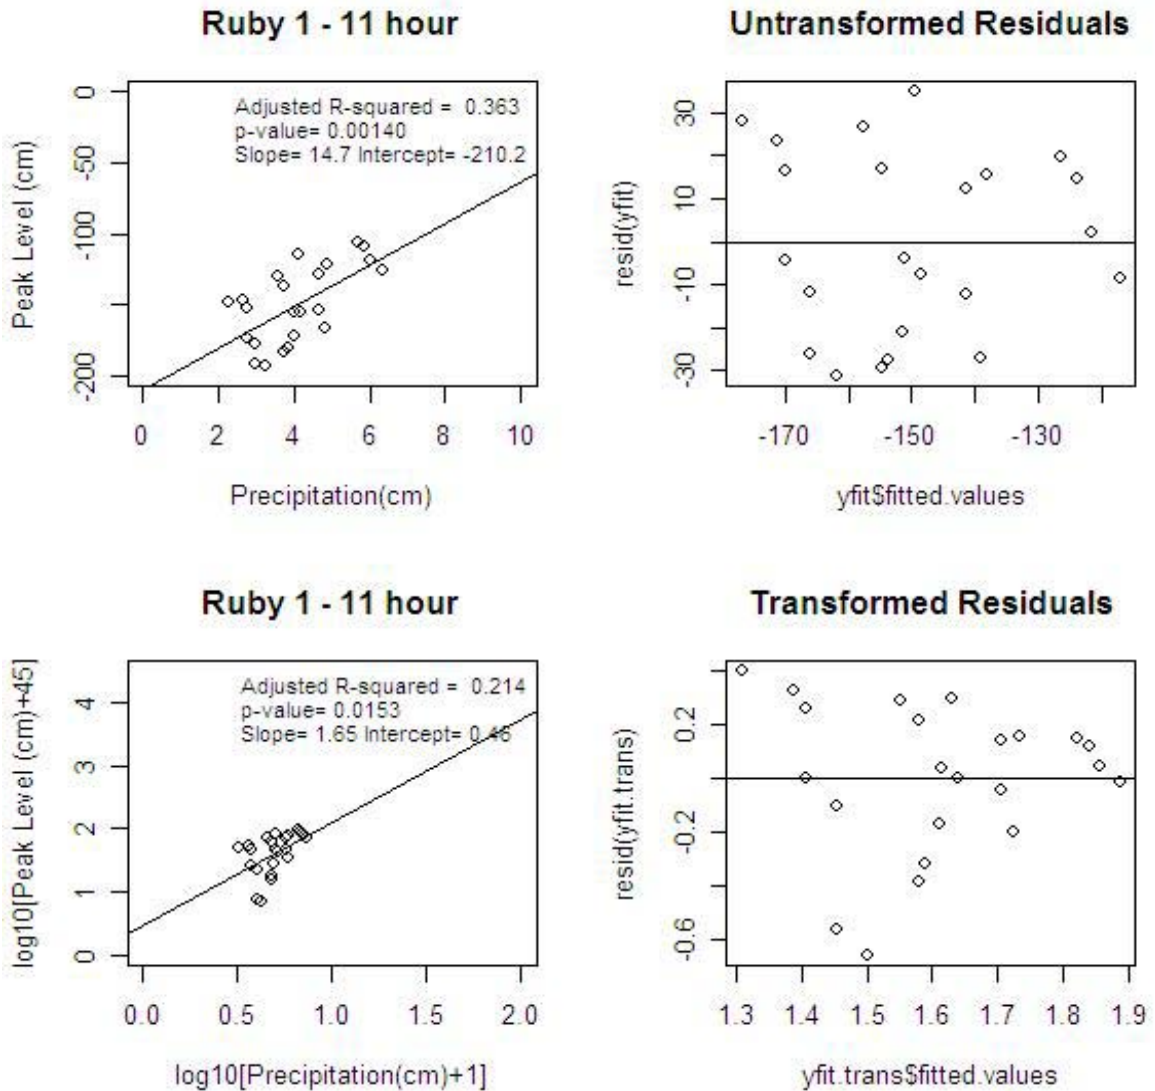 Ruby 1 - 11 hour
Adjusted R-squared = 0.363
p-value= 0.00140
Slope= 14.7 Intercept= -210.2
Peak Level (cm)
0
-50
-100
-200
0 2 4 6 8 10
Precipitation(cm)
Untransformed Residuals
resid(yfit)
30
10
-10
-30
-170 -150 -130
yfit$fitted.values
Ruby 1 - 11 hour
Adjusted R-squared = 0.214
p-value= 0.0153
Slope= 1.65 Intercept= 0.46
log10[Peak Level (cm)+45]
4
3
2
1
0
0.0 0.5 1.0 1.5 2.0
log10[Precipitation(cm)+1]
Transformed Residuals
resid(yfit.trans)
0.2
-0.2
-0.6
1.3 1.4 1.5 1.6 1.7 1.8 1.9
yfit.trans$fitted.values